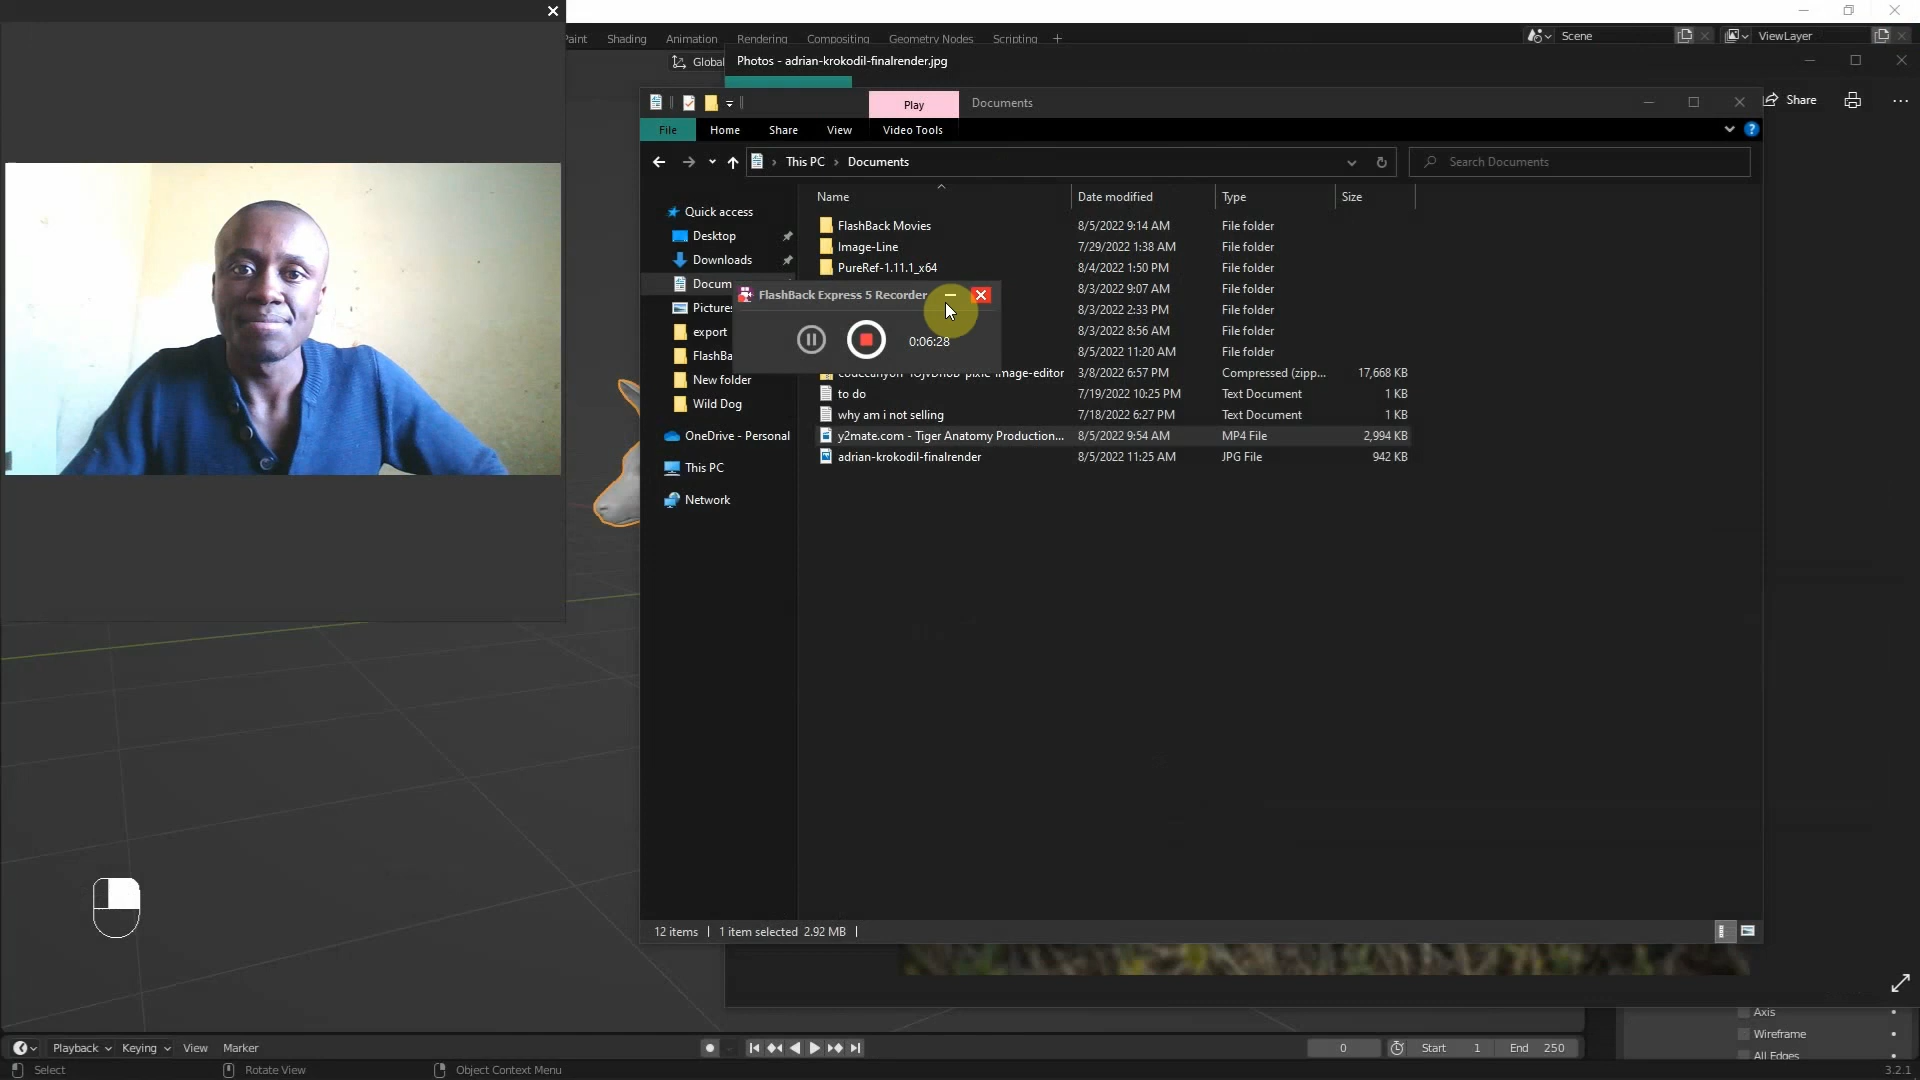 Paint Shading Animation Rendering Compositing Geometry Nodes Scripting +
Scene
ViewLayer
Global
Photos - adrian-krokodil-finalrender.jpg
Share
Play
Documents
File Home Share View Video Tools
This PC > Documents
Search Documents
Name Date modified Type Size
Quick access
Desktop
Downloads
Docum
Pictures
export
FlashBa
New folder
Wild Dog
OneDrive - Personal
This PC
Network
FlashBack Movies 8/5/2022 9:14 AM File folder
Image-Line 7/29/2022 1:38 AM File folder
PureRef-1.11.1_x64 8/4/2022 1:50 PM File folder
8/3/2022 9:07 AM File folder
8/3/2022 2:33 PM File folder
8/3/2022 8:56 AM File folder
8/5/2022 11:20 AM File folder
image-editor 3/8/2022 6:57 PM Compressed (zipp... 17,668 KB
to do 7/19/2022 10:25 PM Text Document 1 KB
why am i not selling 7/18/2022 6:27 PM Text Document 1 KB
y2mate.com - Tiger Anatomy Production... 8/5/2022 9:54 AM MP4 File 2,994 KB
adrian-krokodil-finalrender 8/5/2022 11:25 AM JPG File 942 KB
FlashBack Express 5 Recorder
0:06:28
12 items 1 item selected 2.92 MB
Axis
Wireframe
All Edges
Playback Keying View Marker
0 Start 1 End 250
Select Rotate View Object Context Menu
3.2.1